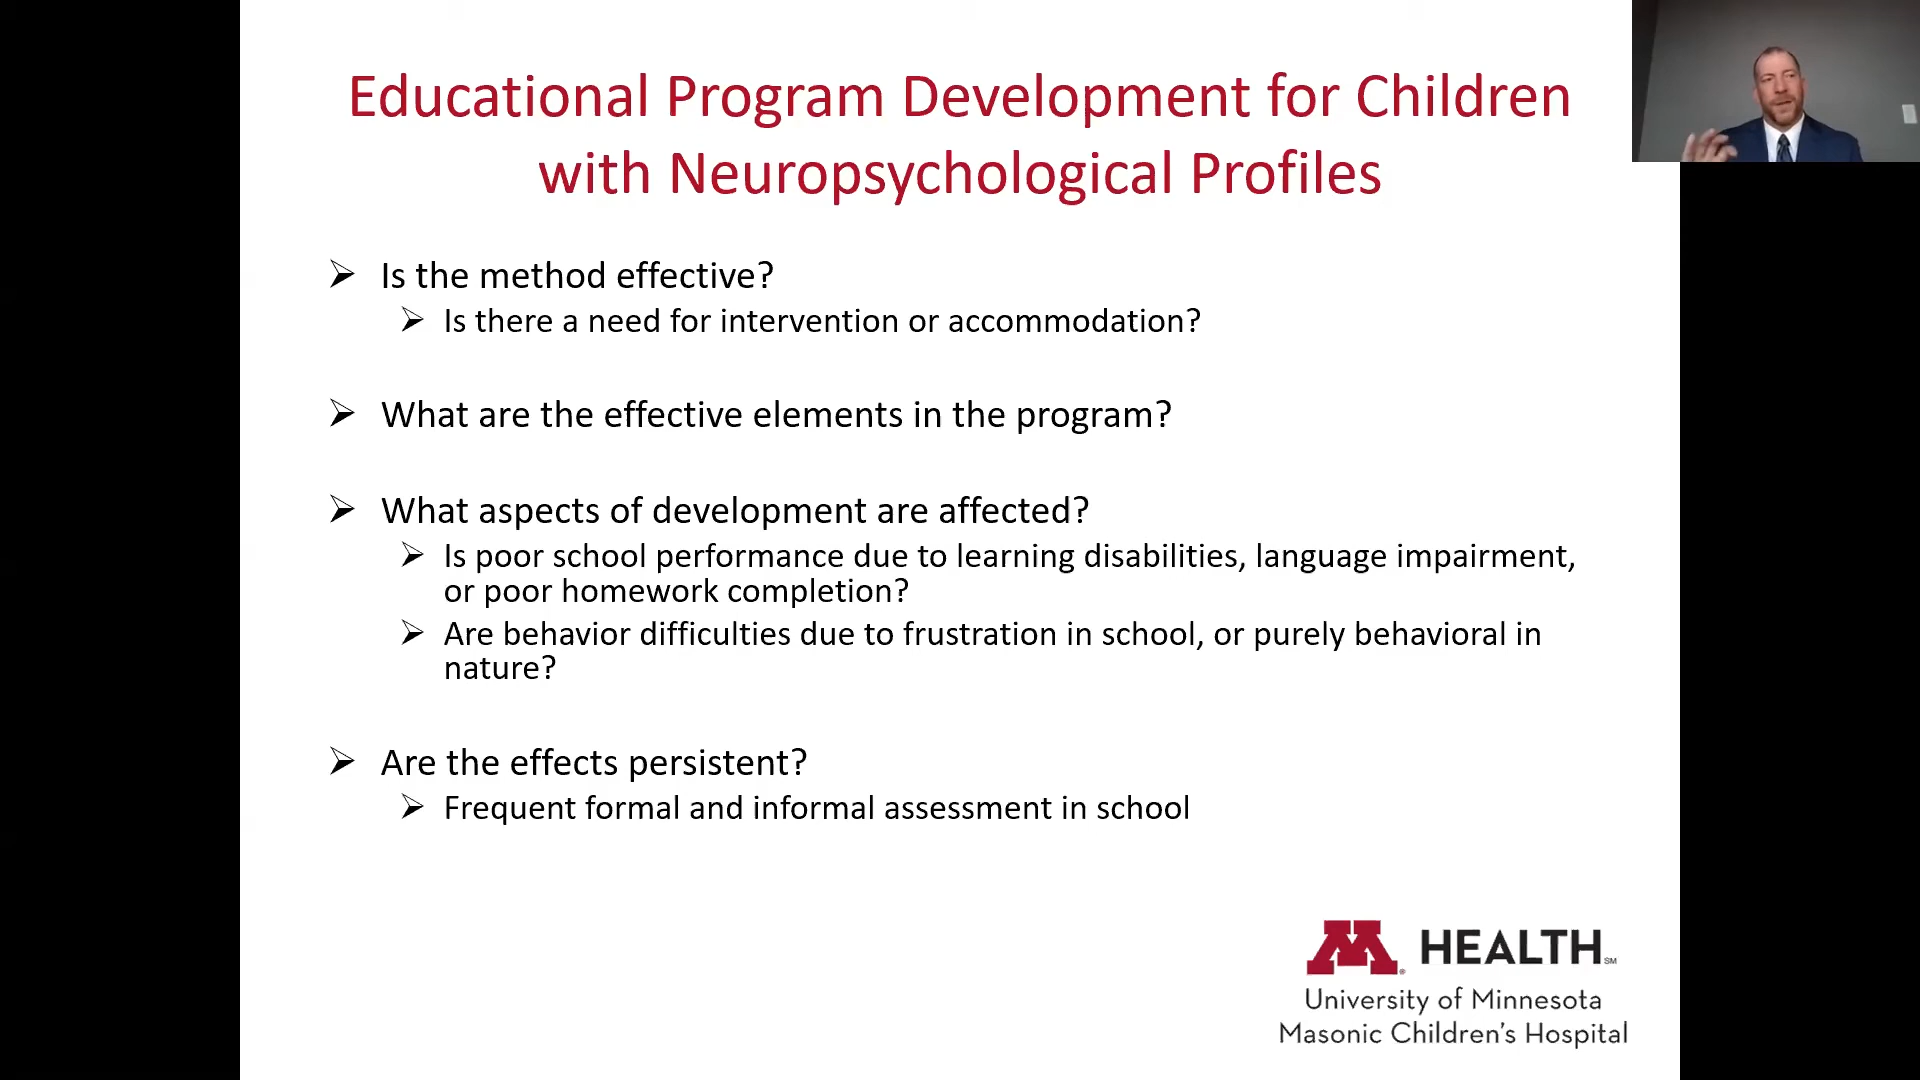 Educational Program Development for Children
with Neuropsychological Profiles
➢ Is the method effective?
➢ Is there a need for intervention or accommodation?
➢ What are the effective elements in the program?
➢ What aspects of development are affected?
➢ Is poor school performance due to learning disabilities, language impairment,
or poor homework completion?
➢ Are behavior difficulties due to frustration in school, or purely behavioral in
nature?
➢ Are the effects persistent?
➢ Frequent formal and informal assessment in school
M® HEALTH℠
University of Minnesota
Masonic Children's Hospital